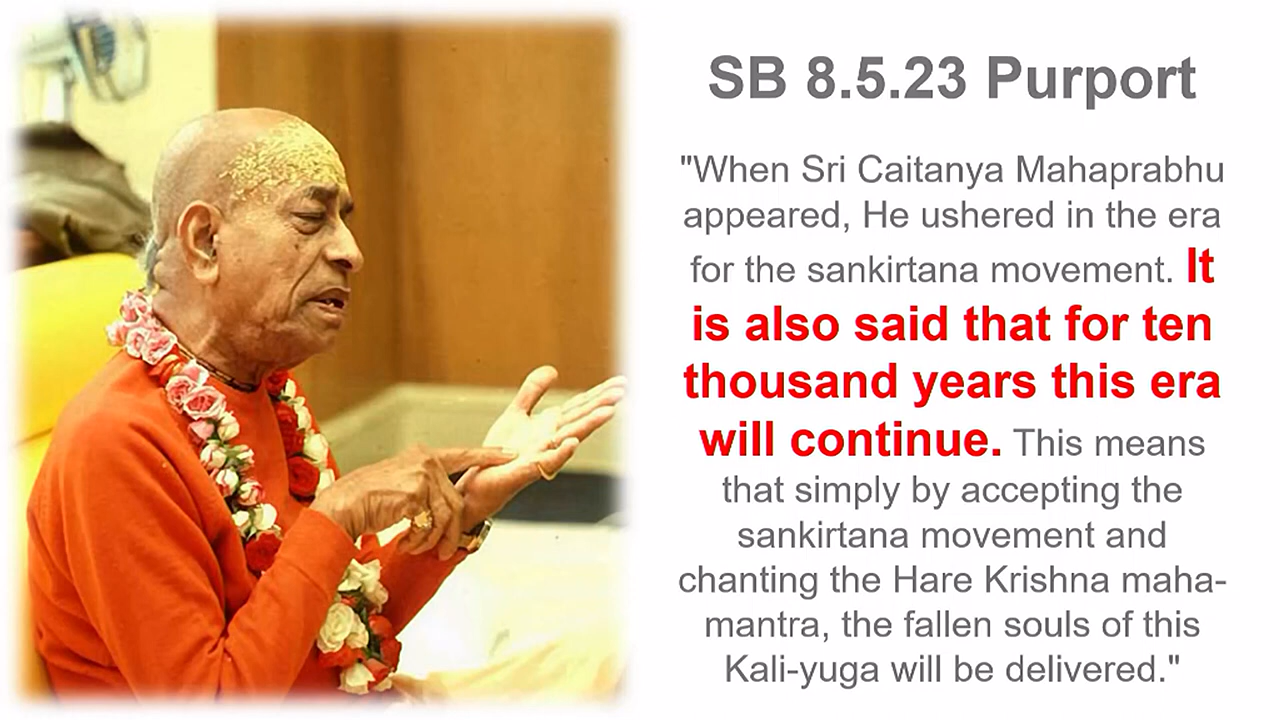 SB 8.5.23 Purport
"When Sri Caitanya Mahaprabhu
appeared, He ushered in the era
for the sankirtana movement. It
is also said that for ten
thousand years this era
will continue. This means
that simply by accepting the
sankirtana movement and
chanting the Hare Krishna maha-
mantra, the fallen souls of this
Kali-yuga will be delivered."